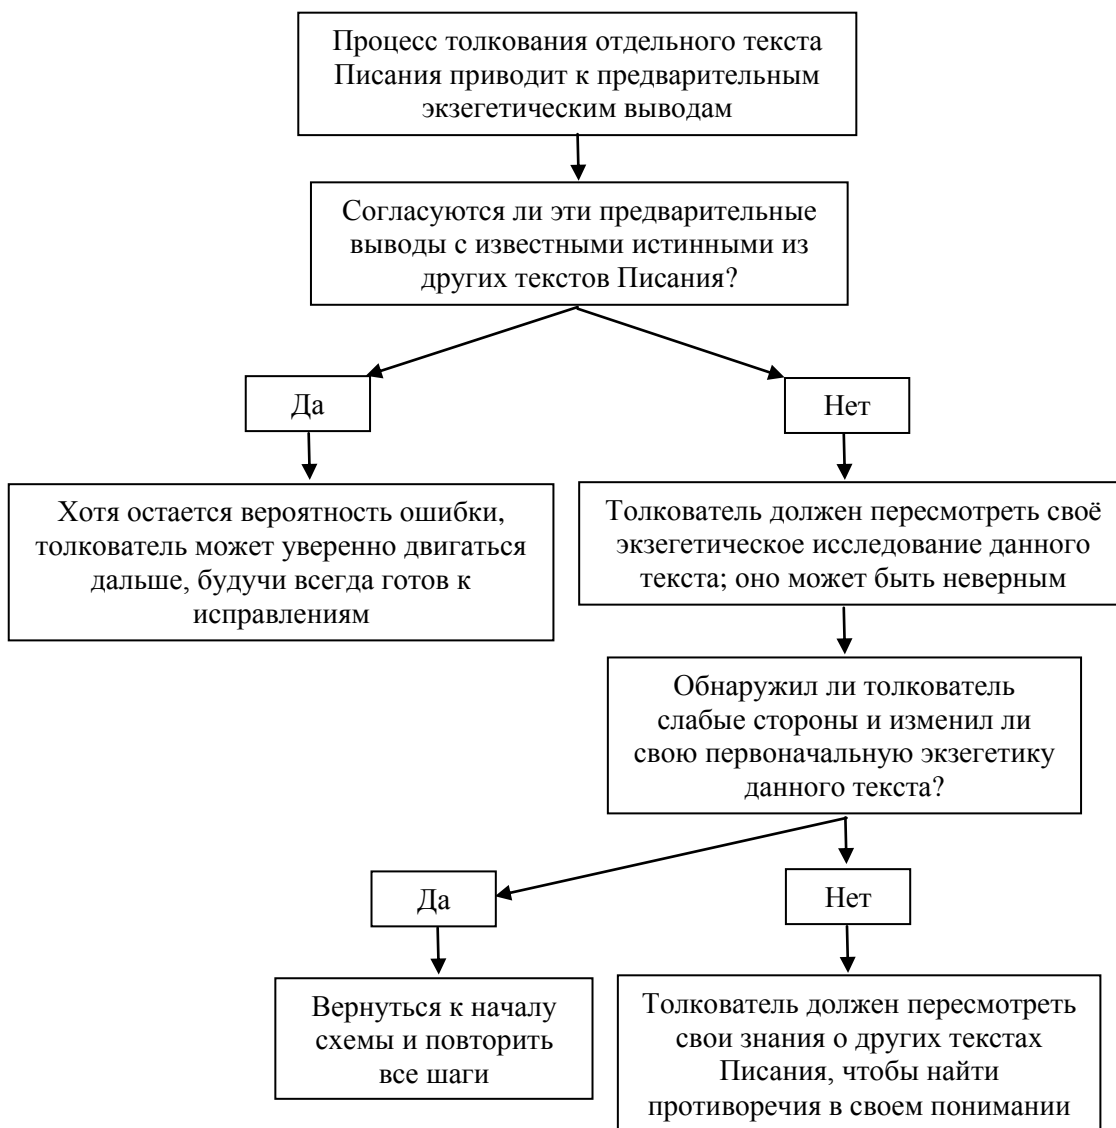 Процесс толкования отдельного текста
Писания приводит к предварительным
экзегетическим выводам
Согласуются ли эти предварительные
выводы с известными истинными из
других текстов Писания?
Да
Нет
Хотя остается вероятность ошибки,
толкователь может уверенно двигаться
дальше, будучи всегда готов к
исправлениям
Толкователь должен пересмотреть своё
экзегетическое исследование данного
текста; оно может быть неверным
Обнаружил ли толкователь
слабые стороны и изменил ли
свою первоначальную экзегетику
данного текста?
Да
Нет
Вернуться к началу
схемы и повторить
все шаги
Толкователь должен пересмотреть
свои знания о других текстах
Писания, чтобы найти
противоречия в своем понимании